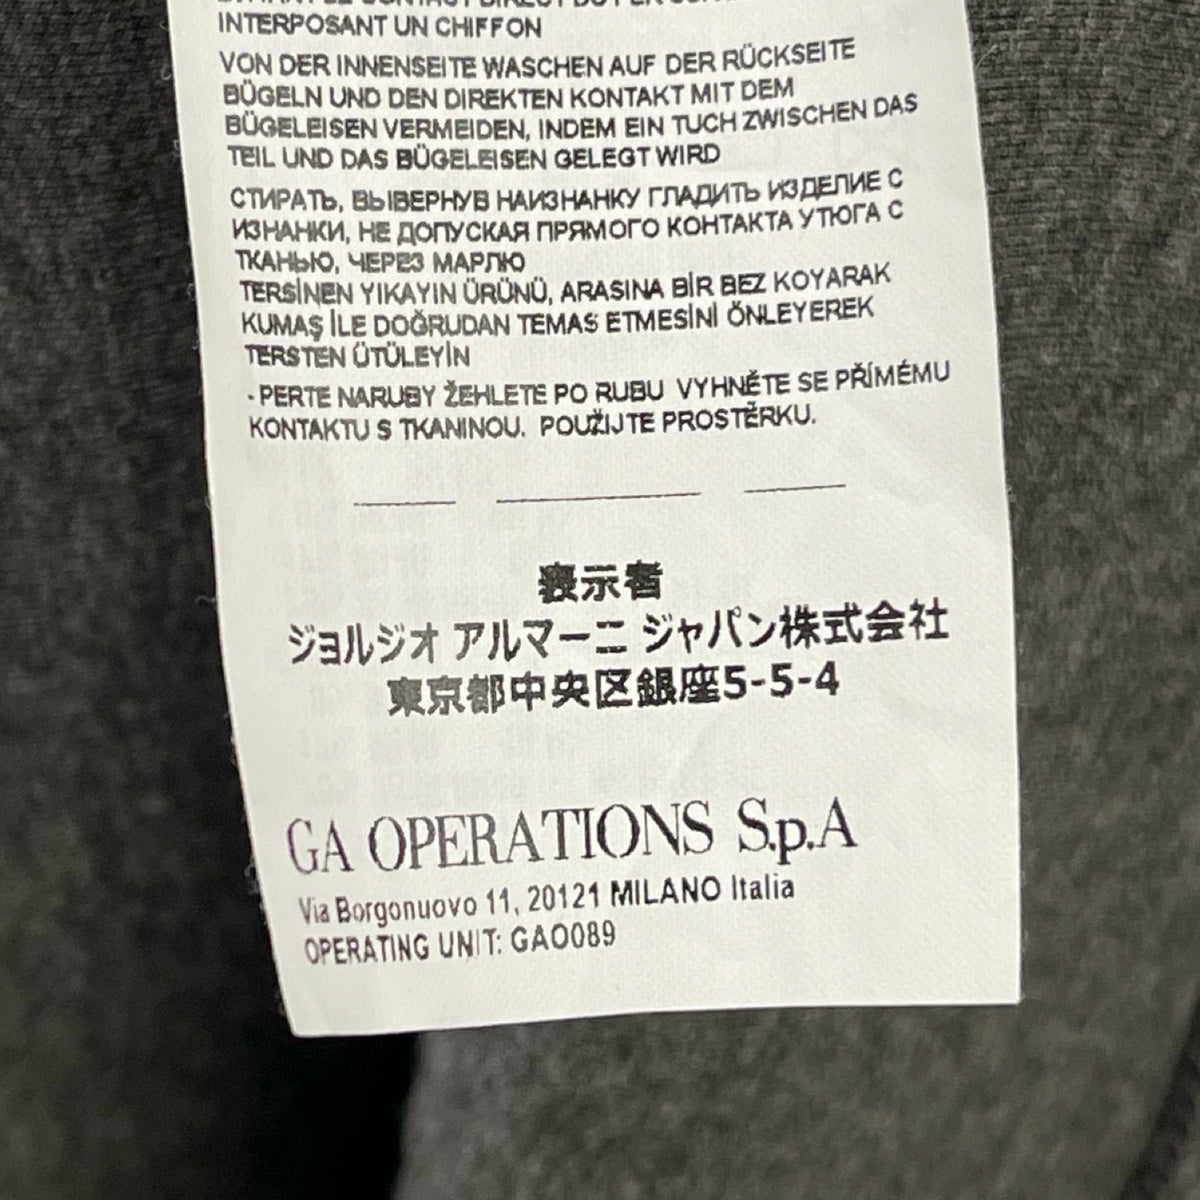 INTERPOSANT UN CHIFFON
VON DER INNENSEITE WASCHEN AUF DER RÜCKSEITE
BÜGELN UND DEN DIREKTEN KONTAKT MIT DEM
BÜGELEISEN VERMEIDEN, INDEM EIN TUCH ZWISCHEN DAS
TEIL UND DAS BÜGELEISEN GELEGT WIRD
СТИРАТЬ, ВЫВЕРНУВ НАИЗНАНКУ ГЛАДИТЬ ИЗДЕЛИЕ С
ИЗНАНКИ, НЕ ДОПУСКАЯ ПРЯМОГО КОНТАКТА УТЮГА С
ТКАНЬЮ, ЧЕРЕЗ МАРЛЮ
TERSİNEN YIKAYIN ÜRÜNÜ, ARASINA BİR BEZ KOYARAK
KUMAŞ İLE DOĞRUDAN TEMAS ETMESİNİ ÖNLEYEREK
TERSTEN ÜTÜLEYİN
- PERTE NARUBY ŽEHLETE PO RUBU VYHNĚTE SE PŘÍMÉMU
KONTAKTU S TKANINOU. POUŽIJTE PROSTĚRKU.
表示者
ジョルジオ アルマーニ ジャパン株式会社
東京都中央区銀座5-5-4
GA OPERATIONS S.p.A
Via Borgonuovo 11, 20121 MILANO Italia
OPERATING UNIT: GAO089